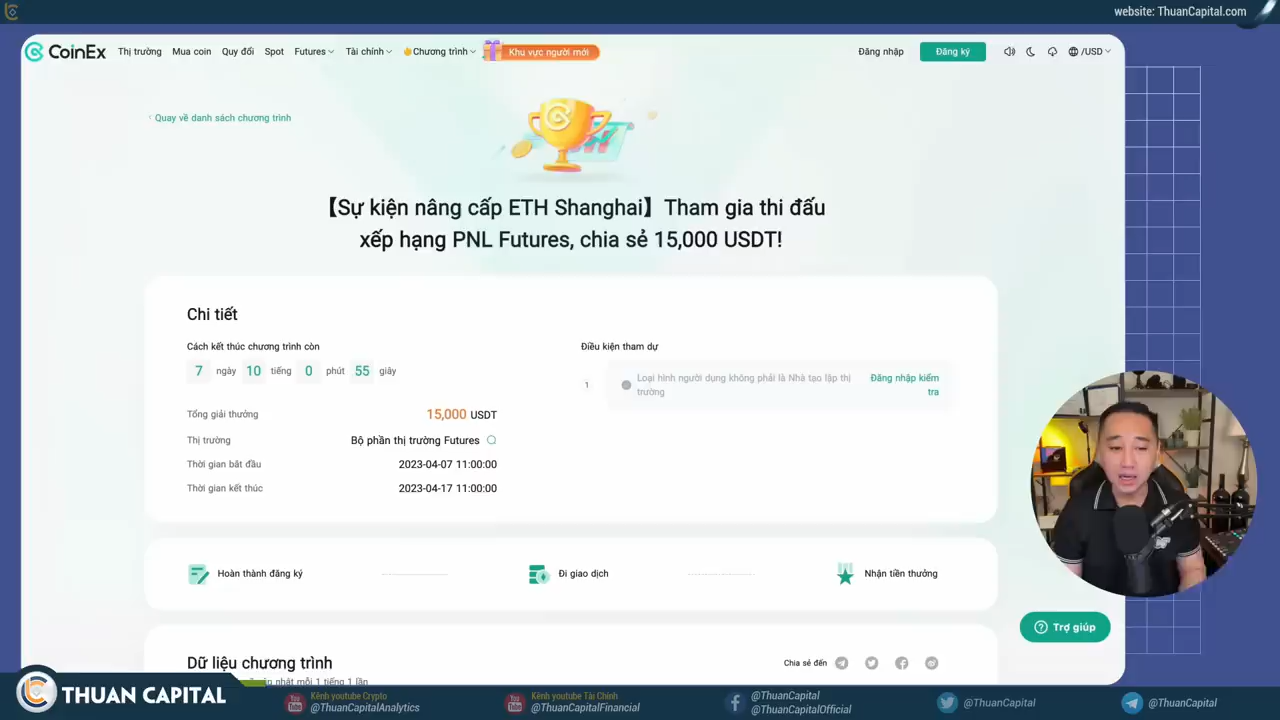 website: ThuanCapital.com
CoinEx
Thị trường Mua coin Quy đổi Spot Futures Tài chính Chương trình Khu vực người mới Đăng nhập Đăng ký /USD
Quay về danh sách chương trình
【Sự kiện nâng cấp ETH Shanghai】Tham gia thi đấu
xếp hạng PNL Futures, chia sẻ 15,000 USDT!
Chi tiết
Cách kết thúc chương trình còn
7 ngày 10 tiếng 0 phút 55 giây
Tổng giải thưởng 15,000 USDT
Thị trường Bộ phần thị trường Futures
Thời gian bắt đầu 2023-04-07 11:00:00
Thời gian kết thúc 2023-04-17 11:00:00
Điều kiện tham dự
1
Loại hình người dụng không phải là Nhà tạo lập thị
trường
Đăng nhập kiểm
tra
Hoàn thành đăng ký
Đi giao dịch
Nhận tiền thưởng
Trợ giúp
Dữ liệu chương trình
Chia sẻ đến
nhật mỗi 1 tiếng 1 lần
THUAN CAPITAL
Kênh youtube Crypto
@ThuanCapitalAnalytics
Kênh youtube Tài Chính
@ThuanCapitalFinancial
@ThuanCapital
@ThuanCapitalOfficial
@ThuanCapital
@ThuanCapital